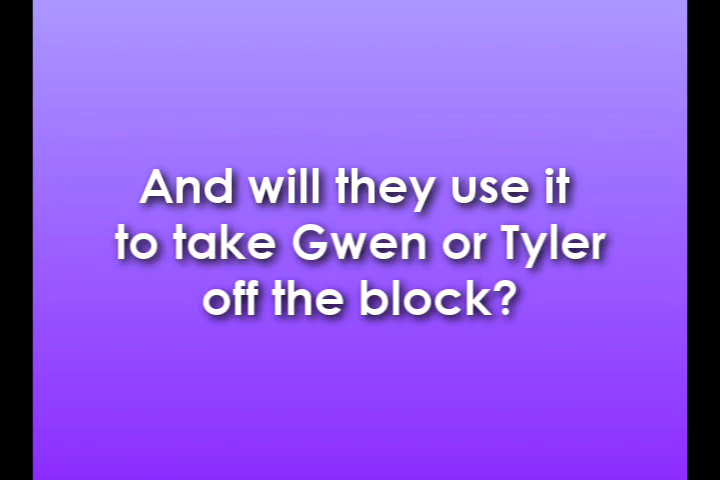 And will they use it
to take Gwen or Tyler
off the block?